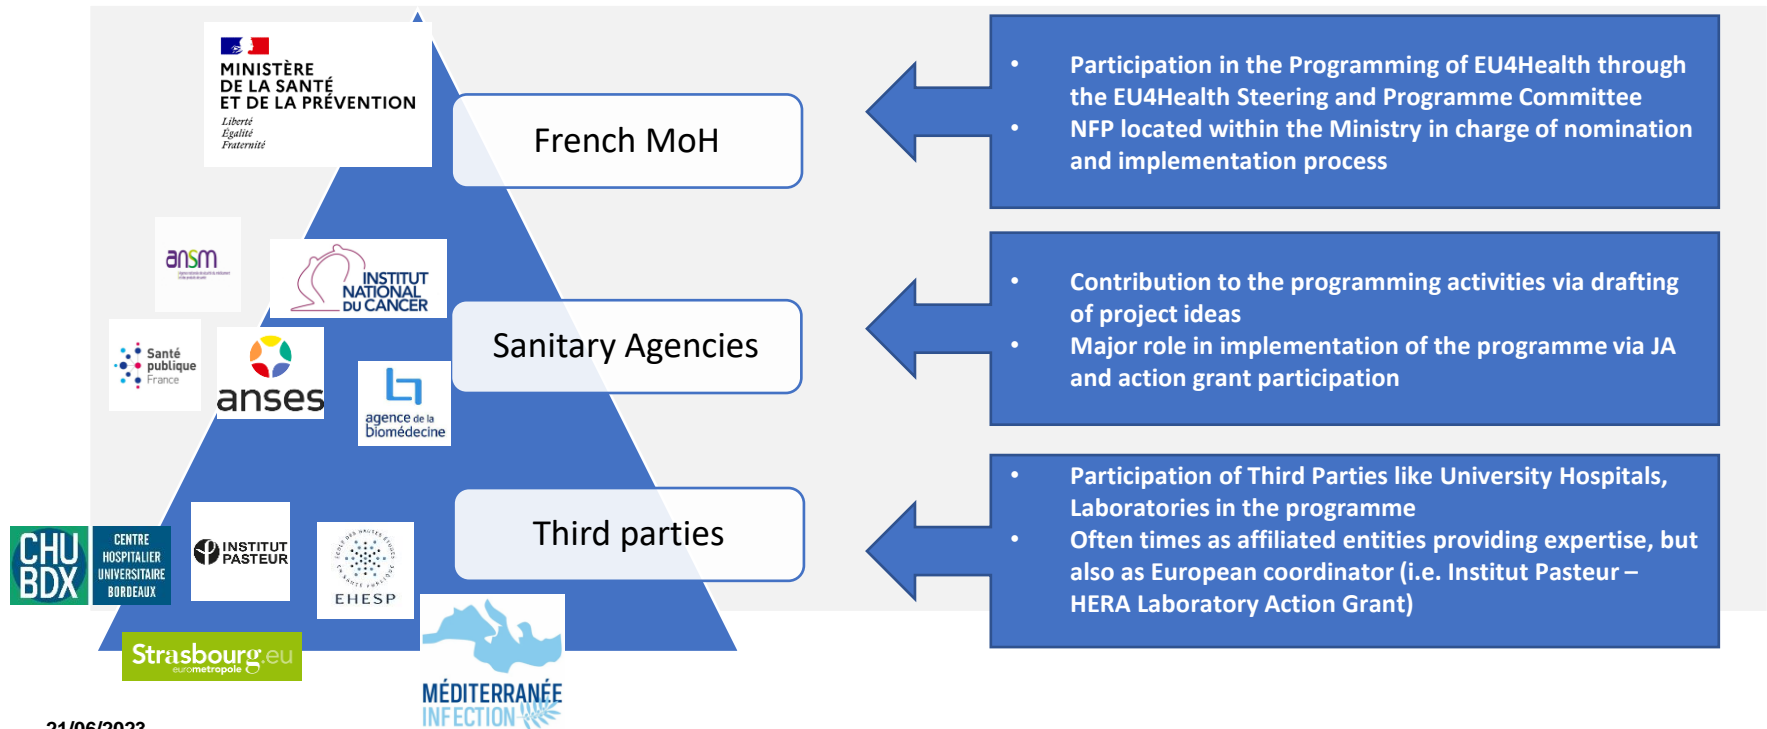 MINISTÈRE
DE LA SANTÉ
ET DE LA PRÉVENTION
Liberté
Égalité
Fraternité
French MoH
• Participation in the Programming of EU4Health through
the EU4Health Steering and Programme Committee
• NFP located within the Ministry in charge of nomination
and implementation process
ansm
INSTITUT
NATIONAL
DU CANCER
Santé
publique
France
anses
agence de la
biomédecine
Sanitary Agencies
• Contribution to the programming activities via drafting
of project ideas
• Major role in implementation of the programme via JA
and action grant participation
CHU
BDX
CENTRE
HOSPITALIER
UNIVERSITAIRE
BORDEAUX
INSTITUT
PASTEUR
EHESP
Strasbourg.eu
eurometropole
MÉDITERRANÉE
INFECTION
Third parties
• Participation of Third Parties like University Hospitals,
Laboratories in the programme
• Often times as affiliated entities providing expertise, but
also as European coordinator (i.e. Institut Pasteur –
HERA Laboratory Action Grant)
21/06/2023